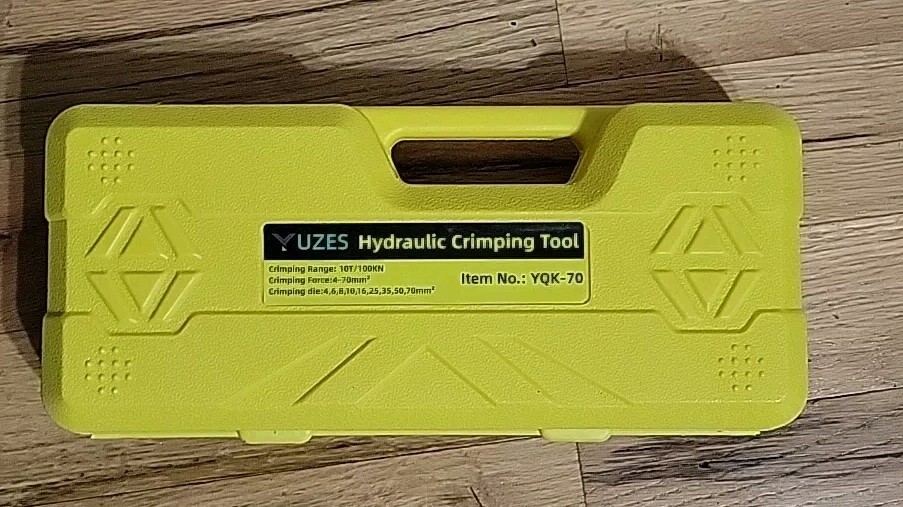 YUZES Hydraulic Crimping Tool
Crimping Range: 10T/100KN
Crimping Force:4-70mm²
Crimping die:4,6,8,10,16,25,35,50,70mm²
Item No.: YQK-70